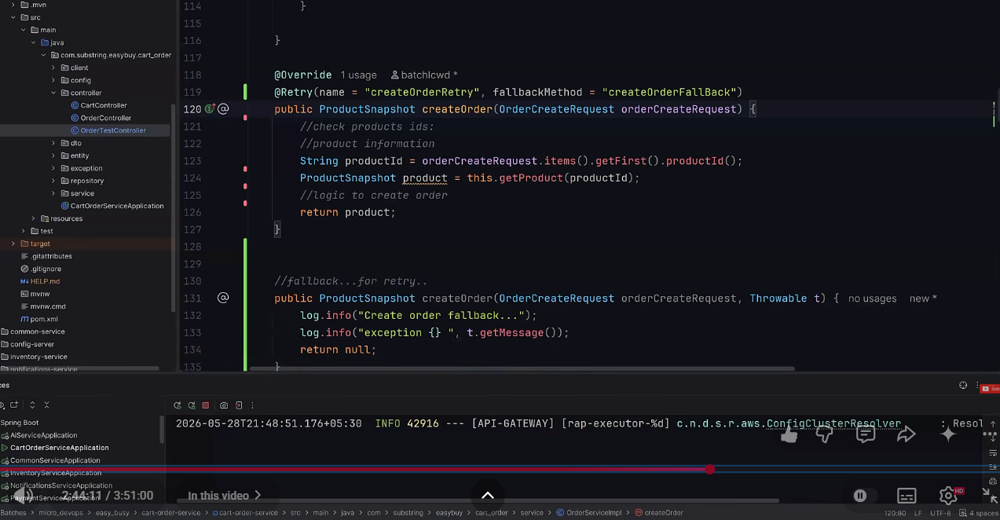 .mvn
src
main
java
com.substring.easybuy.cart_order
client
config
controller
CartController
OrderController
OrderTestController
dto
entity
exception
repository
service
CartOrderServiceApplication
resources
test
target
.gitattributes
.gitignore
HELP.md
mvnw
mvnw.cmd
pom.xml
common-service
config-server
inventory-service
notifications-service
114 }
115
116 }
117
118 @Override 1 usage batchlcwd *
119 @Retry(name = "createOrderRetry", fallbackMethod = "createOrderFallBack")
120 public ProductSnapshot createOrder(OrderCreateRequest orderCreateRequest) {
121 //check products ids:
122 //product information
123 String productId = orderCreateRequest.items().getFirst().productId();
124 ProductSnapshot product = this.getProduct(productId);
125 //logic to create order
126 return product;
127 }
128
129
130 //fallback...for retry..
131 public ProductSnapshot createOrder(OrderCreateRequest orderCreateRequest, Throwable t) { no usages new *
132 log.info("Create order fallback...");
133 log.info("exception {} ", t.getMessage());
134 return null;
135 }
ces
Spring Boot
AiServiceApplication
CartOrderServiceApplication
CommonServiceApplication
InventoryServiceApplication
NotificationsServiceApplication
PaymentServiceApplication
2026-05-28T21:48:51.176+05:30 INFO 42916 --- [API-GATEWAY] [rap-executor-%d] c.n.d.s.r.aws.ConfigClusterResolver : Resol
2:44:11 / 3:51:00
In this video
HD
Batches > micro_devops > easy_busy > cart-order-service > cart-order-service > src > main > java > com > substring > easybuy > cart_order > service > OrderServiceImpl > createOrder
120:80 LF UTF-8 4 spaces